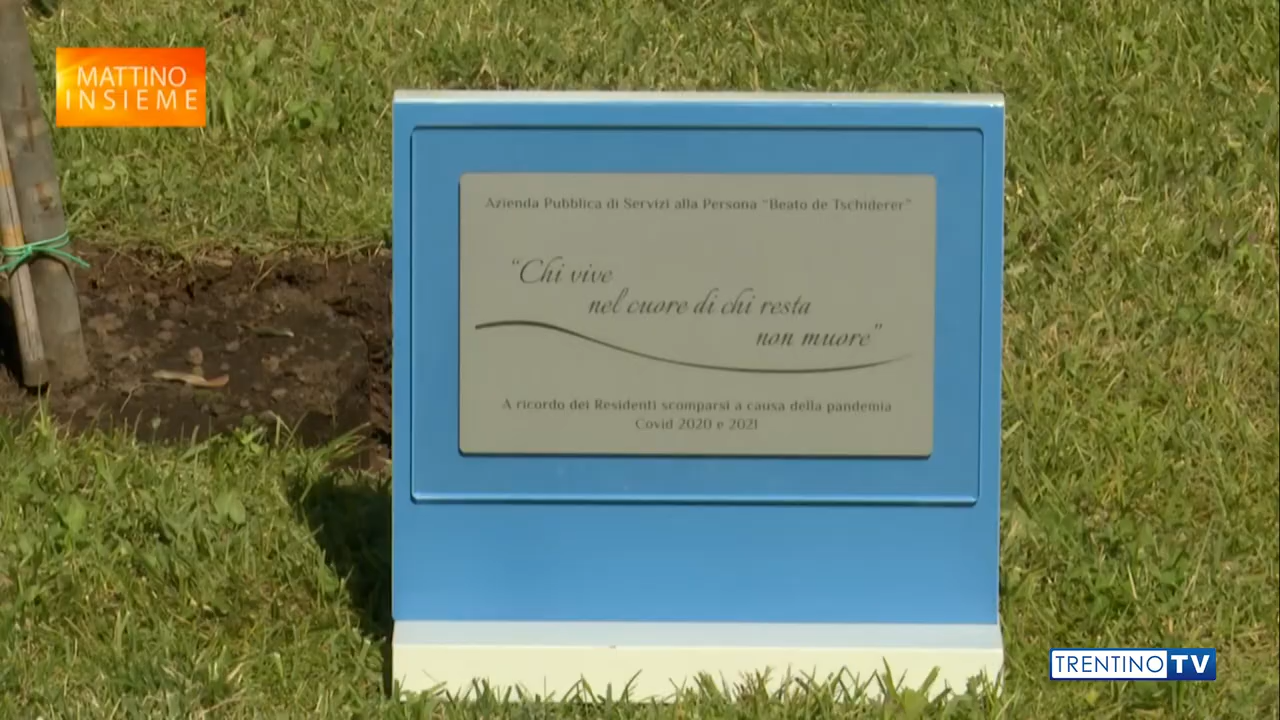 MATTINO
INSIEME
Azienda Pubblica di Servizi alla Persona "Beato de Tschiderer"
"Chi vive
nel cuore di chi resta
non muore"
A ricordo dei Residenti scomparsi a causa della pandemia
Covid 2020 e 2021
TRENTINO TV